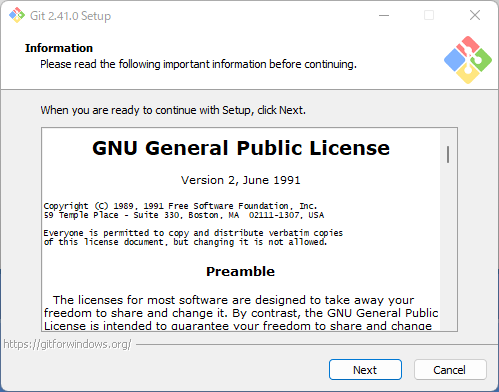 Git 2.41.0 Setup
Information
Please read the following important information before continuing.
When you are ready to continue with Setup, click Next.
GNU General Public License
Version 2, June 1991
Copyright (C) 1989, 1991 Free Software Foundation, Inc.
59 Temple Place - Suite 330, Boston, MA  02111-1307, USA
Everyone is permitted to copy and distribute verbatim copies
of this license document, but changing it is not allowed.
Preamble
The licenses for most software are designed to take away your
freedom to share and change it. By contrast, the GNU General Public
License is intended to guarantee your freedom to share and change
https://gitforwindows.org/
Next
Cancel